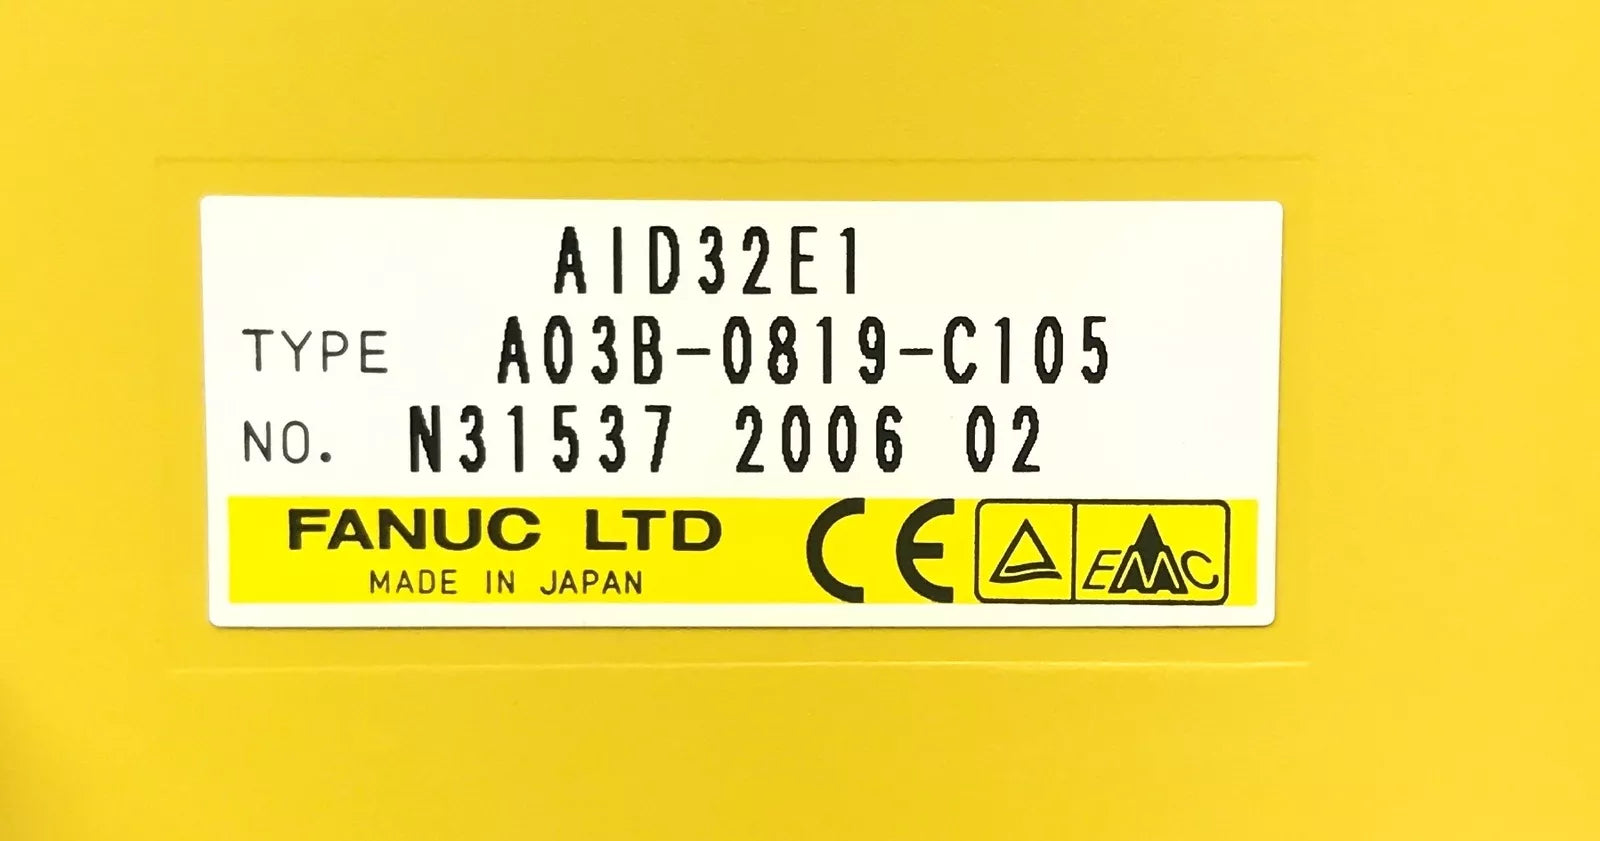 AID32E1
TYPE A03B-0819-C105
NO. N31537 2006 02
FANUC LTD
MADE IN JAPAN
CE
EMC